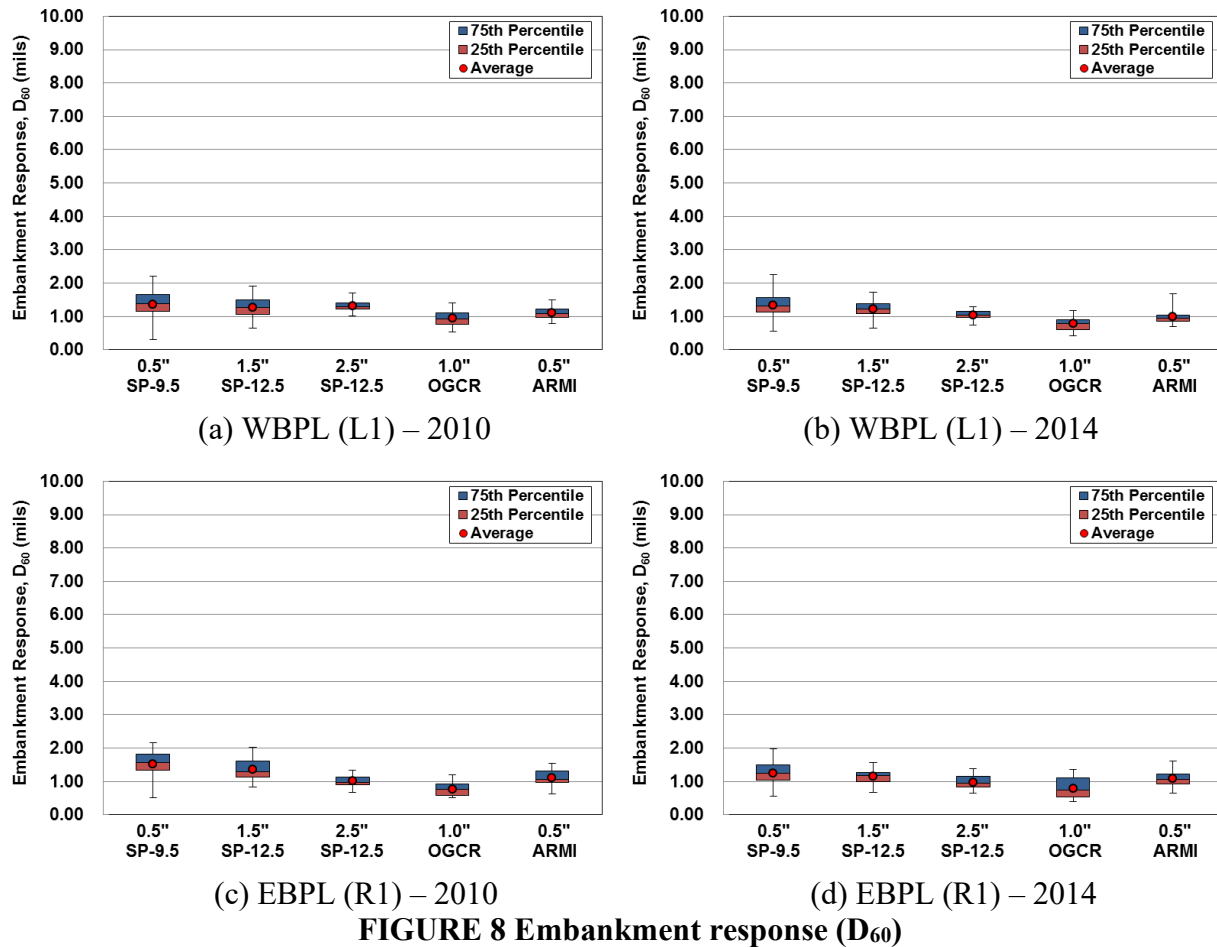 10.00
9.00
8.00
7.00
6.00
5.00
4.00
3.00
2.00
1.00
0.00
Embankment Response, D₆₀ (mils)
75th Percentile
25th Percentile
Average
0.5" 1.5" 2.5" 1.0" 0.5"
SP-9.5 SP-12.5 SP-12.5 OGCR ARMI
(a) WBPL (L1) – 2010
10.00
9.00
8.00
7.00
6.00
5.00
4.00
3.00
2.00
1.00
0.00
Embankment Response, D₆₀ (mils)
75th Percentile
25th Percentile
Average
0.5" 1.5" 2.5" 1.0" 0.5"
SP-9.5 SP-12.5 SP-12.5 OGCR ARMI
(b) WBPL (L1) – 2014
10.00
9.00
8.00
7.00
6.00
5.00
4.00
3.00
2.00
1.00
0.00
Embankment Response, D₆₀ (mils)
75th Percentile
25th Percentile
Average
0.5" 1.5" 2.5" 1.0" 0.5"
SP-9.5 SP-12.5 SP-12.5 OGCR ARMI
(c) EBPL (R1) – 2010
10.00
9.00
8.00
7.00
6.00
5.00
4.00
3.00
2.00
1.00
0.00
Embankment Response, D₆₀ (mils)
75th Percentile
25th Percentile
Average
0.5" 1.5" 2.5" 1.0" 0.5"
SP-9.5 SP-12.5 SP-12.5 OGCR ARMI
(d) EBPL (R1) – 2014
FIGURE 8 Embankment response (D₆₀)